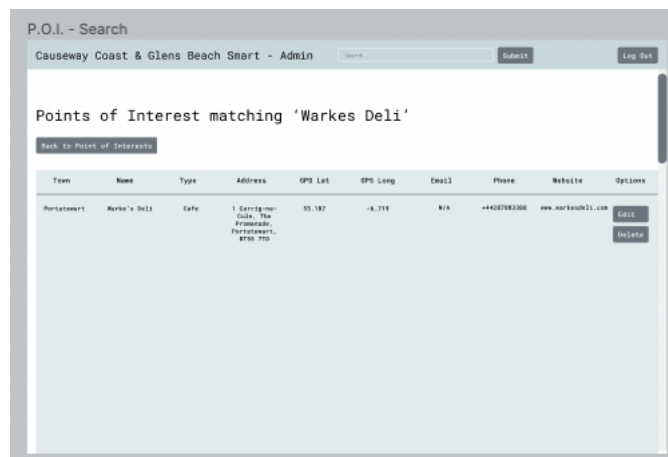 P.O.I. - Search
Causeway Coast & Glens Beach Smart - Admin
Search
Submit
Log Out
Points of Interest matching ‘Warkes Deli’
Back to Point of Interests
Town Name Type Address GPS Lat GPS Long Email Phone Website Options
Portstewart Warke's Deli Cafe 1 Carrig-na- 55.187 -6.719 N/A www.warkesdeli.com Edit
Cule, The
Promenade,
Portstewart,
Delete